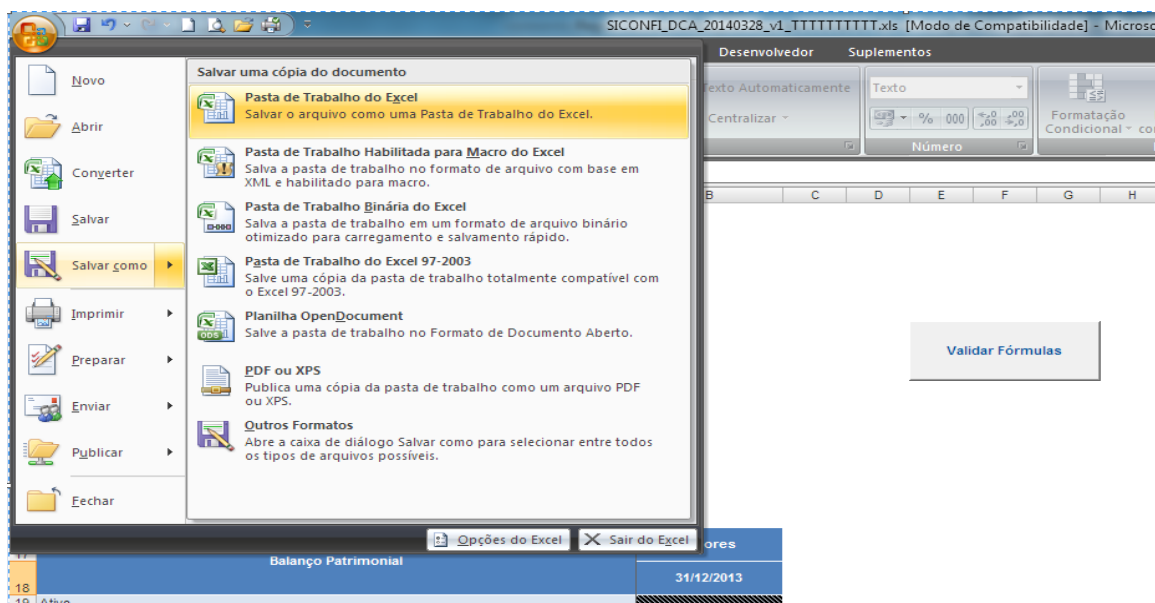 SICONFI_DCA_20140328_v1_TTTTTTTTTT.xls [Modo de Compatibilidade] - Microso
Desenvolvedor Suplementos
Novo
Abrir
Converter
Salvar
Salvar como
Imprimir
Preparar
Enviar
Publicar
Fechar
Salvar uma cópia do documento
Pasta de Trabalho do Excel
Salvar o arquivo como uma Pasta de Trabalho do Excel.
Pasta de Trabalho Habilitada para Macro do Excel
Salva a pasta de trabalho no formato de arquivo com base em
XML e habilitado para macro.
Pasta de Trabalho Binária do Excel
Salva a pasta de trabalho em um formato de arquivo binário
otimizado para carregamento e salvamento rápido.
Pasta de Trabalho do Excel 97-2003
Salve uma cópia da pasta de trabalho totalmente compatível com
o Excel 97-2003.
Planilha OpenDocument
Salve a pasta de trabalho no Formato de Documento Aberto.
PDF ou XPS
Publica uma cópia da pasta de trabalho como um arquivo PDF
ou XPS.
Outros Formatos
Abre a caixa de diálogo Salvar como para selecionar entre todos
os tipos de arquivos possíveis.
Opções do Excel Sair do Excel
Texto Automaticamente
Centralizar
Texto
% 000 ,0 ,00 ,00 ,0
Número
Formatação
Condicional co
B C D E F G H
Validar Fórmulas
17
Balanço Patrimonial
ores
18
31/12/2013
19 Ativo